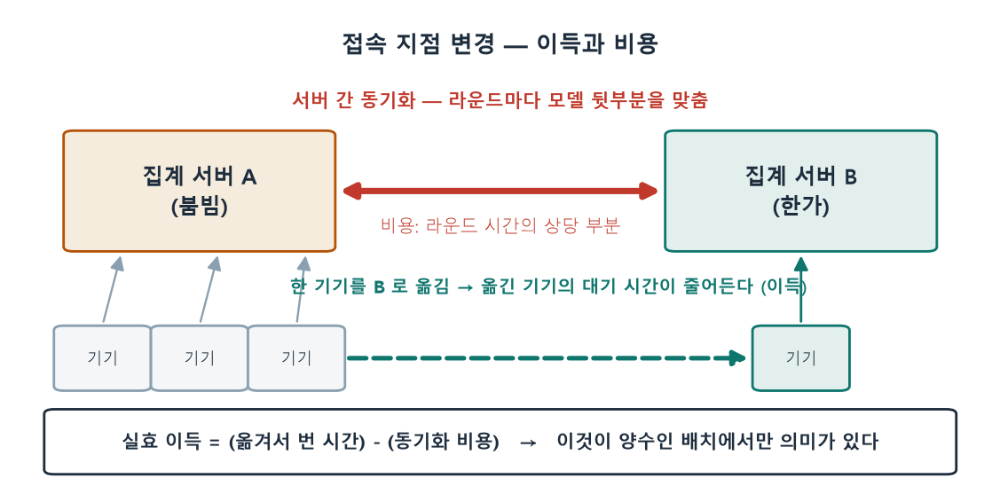 접속 지점 변경 — 이득과 비용
서버 간 동기화 — 라운드마다 모델 뒷부분을 맞춤
집계 서버 A
(붐빔)
집계 서버 B
(한가)
비용: 라운드 시간의 상당 부분
한 기기를 B 로 옮김 → 옮긴 기기의 대기 시간이 줄어든다 (이득)
기기
기기
기기
기기
실효 이득 = (옮겨서 번 시간) - (동기화 비용) → 이것이 양수인 배치에서만 의미가 있다